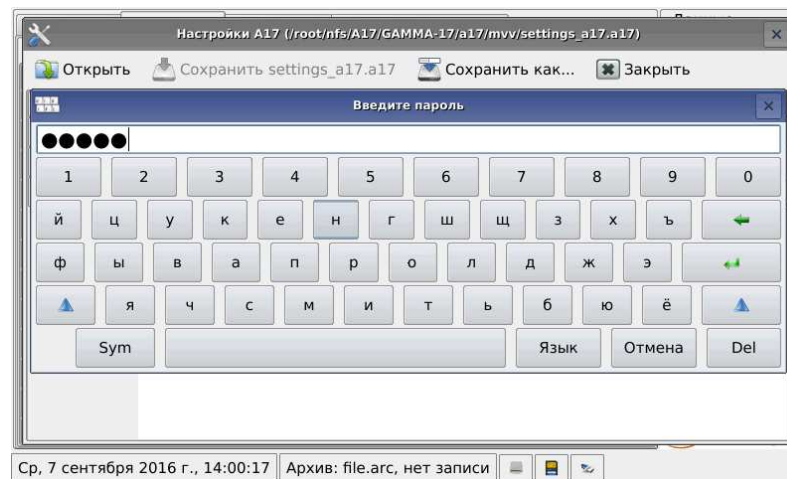 Настройки A17 (/root/nfs/A17/GAMMA-17/a17/mvv/settings_a17.a17)
Открыть Сохранить settings_a17.a17 Сохранить как... Закрыть
Введите пароль
●●●●●
1 2 3 4 5 6 7 8 9 0
й ц у к е н г ш щ з х ъ
ф ы в а п р о л д ж э
я ч с м и т ь б ю ё
Sym Язык Отмена Del
Ср, 7 сентября 2016 г., 14:00:17 Архив: file.arc, нет записи